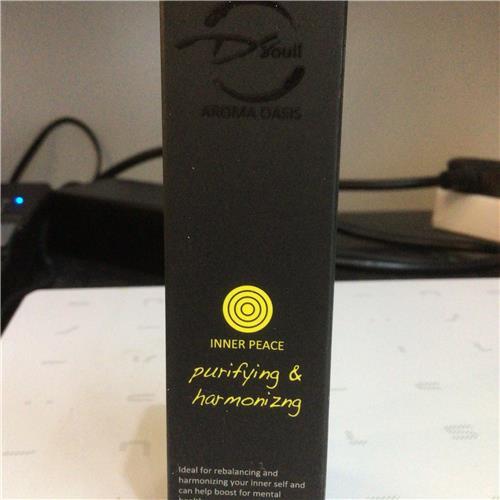 D'Soull
AROMA OASIS
INNER PEACE
purifying &
harmonizng
Ideal for rebalancing and
harmonizing your inner self and
can help boost for mental